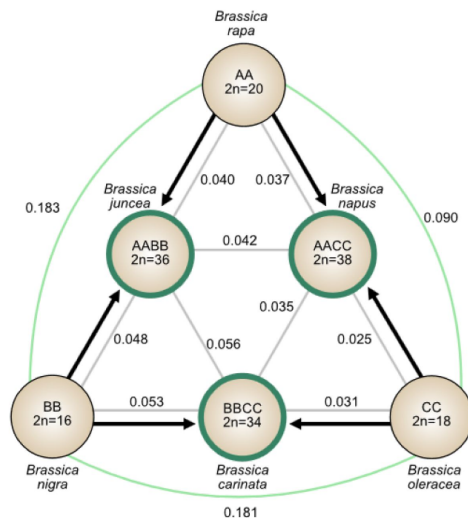 Brassica
rapa
AA
2n=20
0.183
0.040
0.037
0.090
Brassica
juncea
Brassica
napus
AABB
2n=36
0.042
AACC
2n=38
0.048
0.056
0.035
0.025
BB
2n=16
0.053
BBCC
2n=34
0.031
CC
2n=18
Brassica
nigra
Brassica
carinata
Brassica
oleracea
0.181